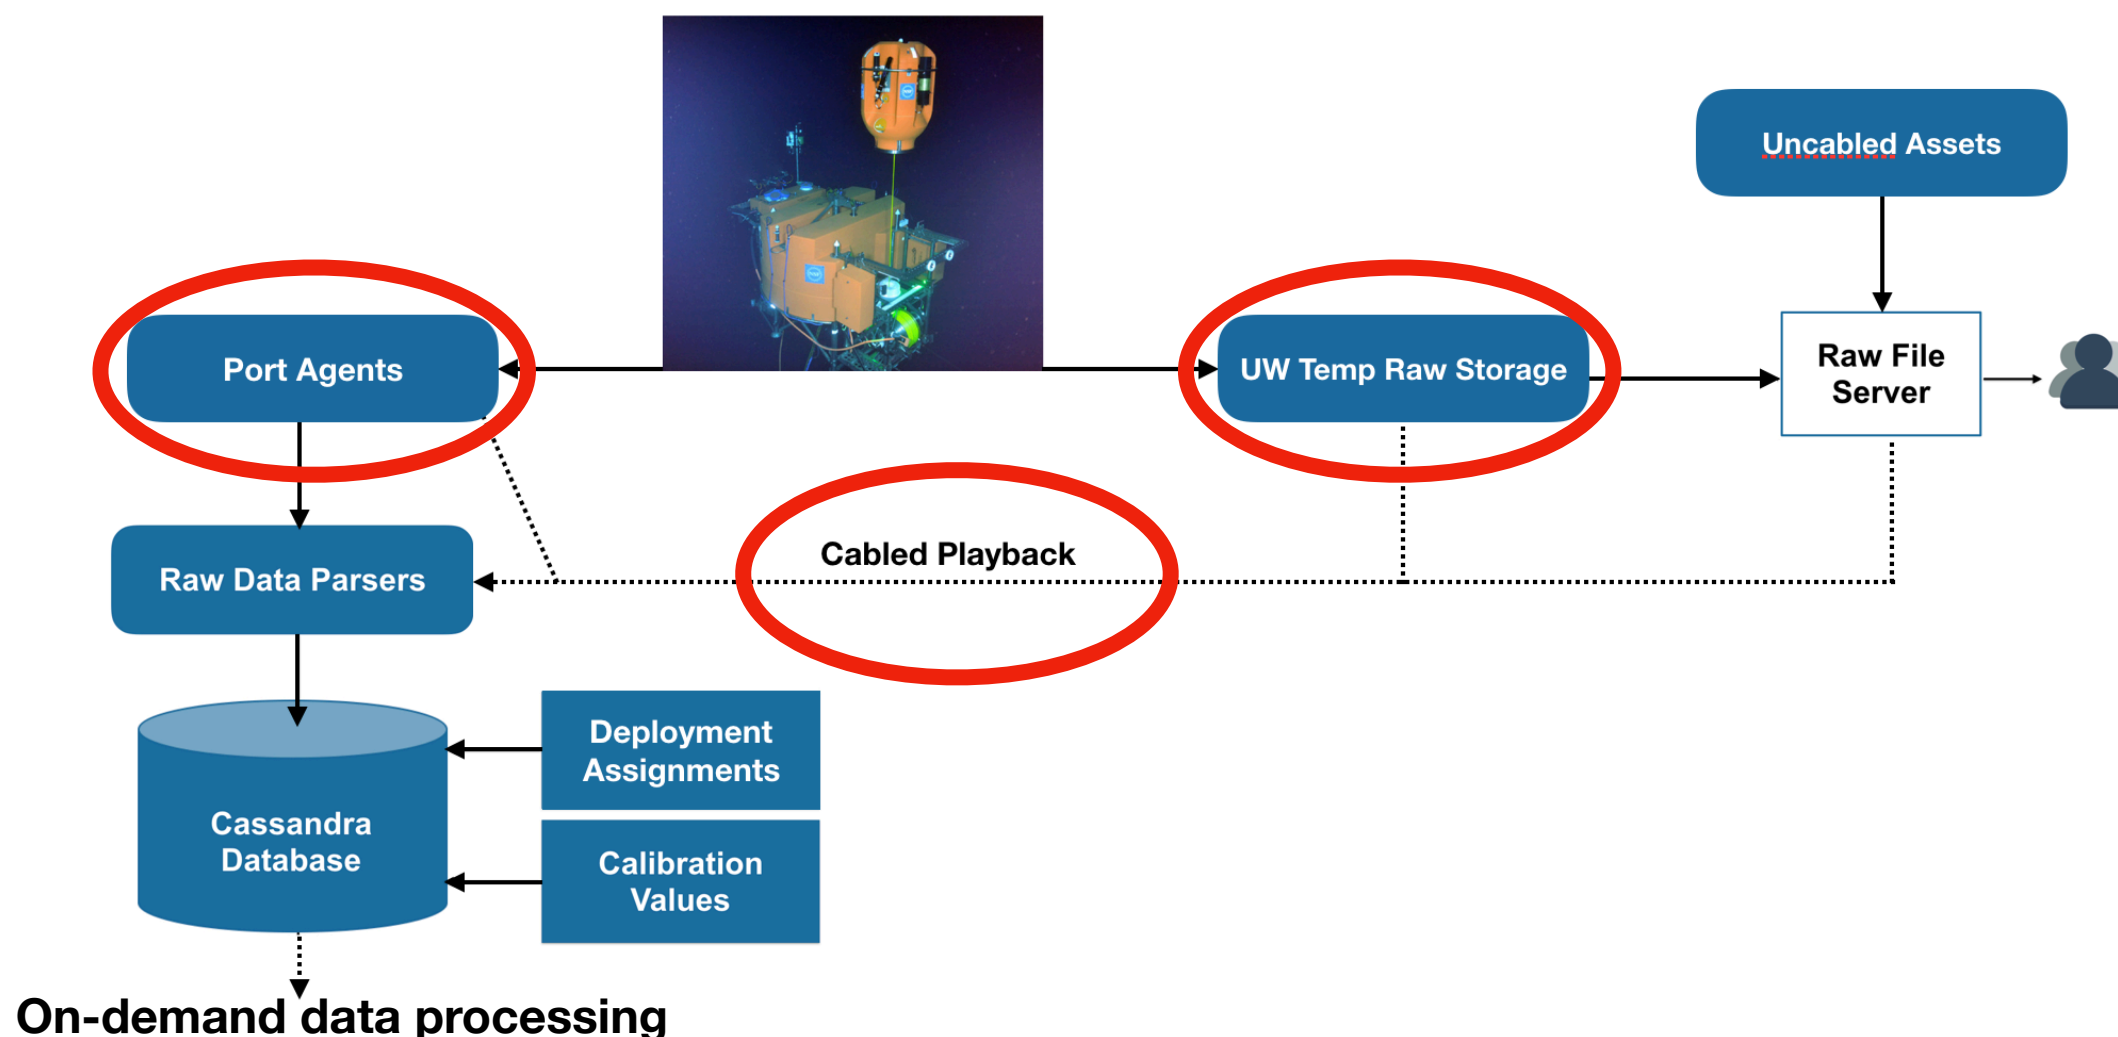 Uncabled Assets
Port Agents
UW Temp Raw Storage
Raw File
Server
Cabled Playback
Raw Data Parsers
Deployment
Assignments
Cassandra
Database
Calibration
Values
On-demand data processing